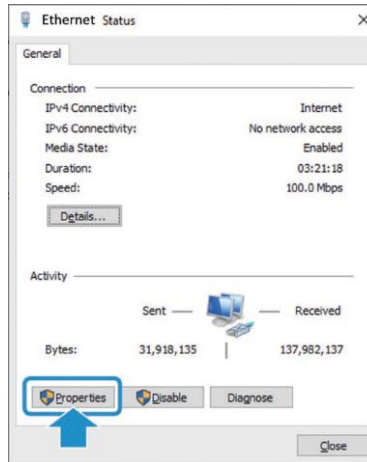 Ethernet Status
General
Connection
IPv4 Connectivity: Internet
IPv6 Connectivity: No network access
Media State: Enabled
Duration: 03:21:18
Speed: 100.0 Mbps
Details...
Activity
Sent — Received
Bytes: 31,918,135 | 137,982,137
Properties Disable Diagnose
Close